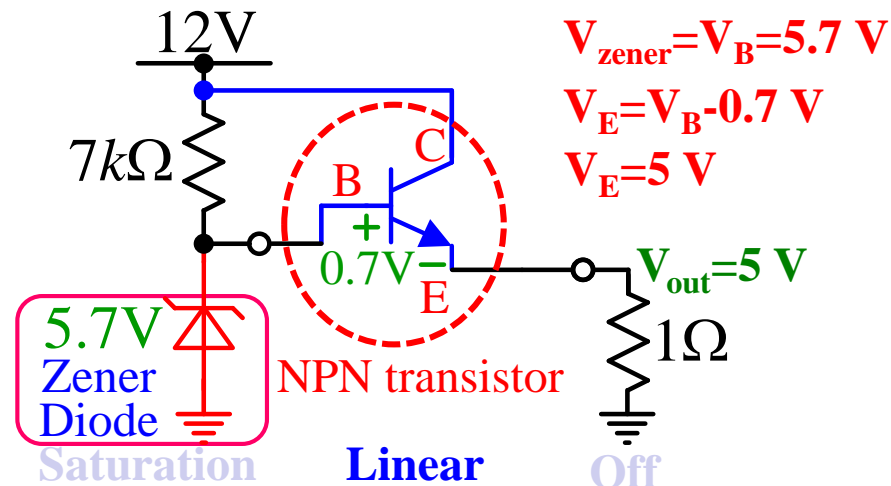 12V
V_zener=V_B=5.7 V
V_E=V_B-0.7 V
7kΩ
C
B
V_E=5 V
+
0.7V−
E
V_out=5 V
5.7V
1Ω
Zener
Diode
NPN transistor
Saturation
Linear
Off